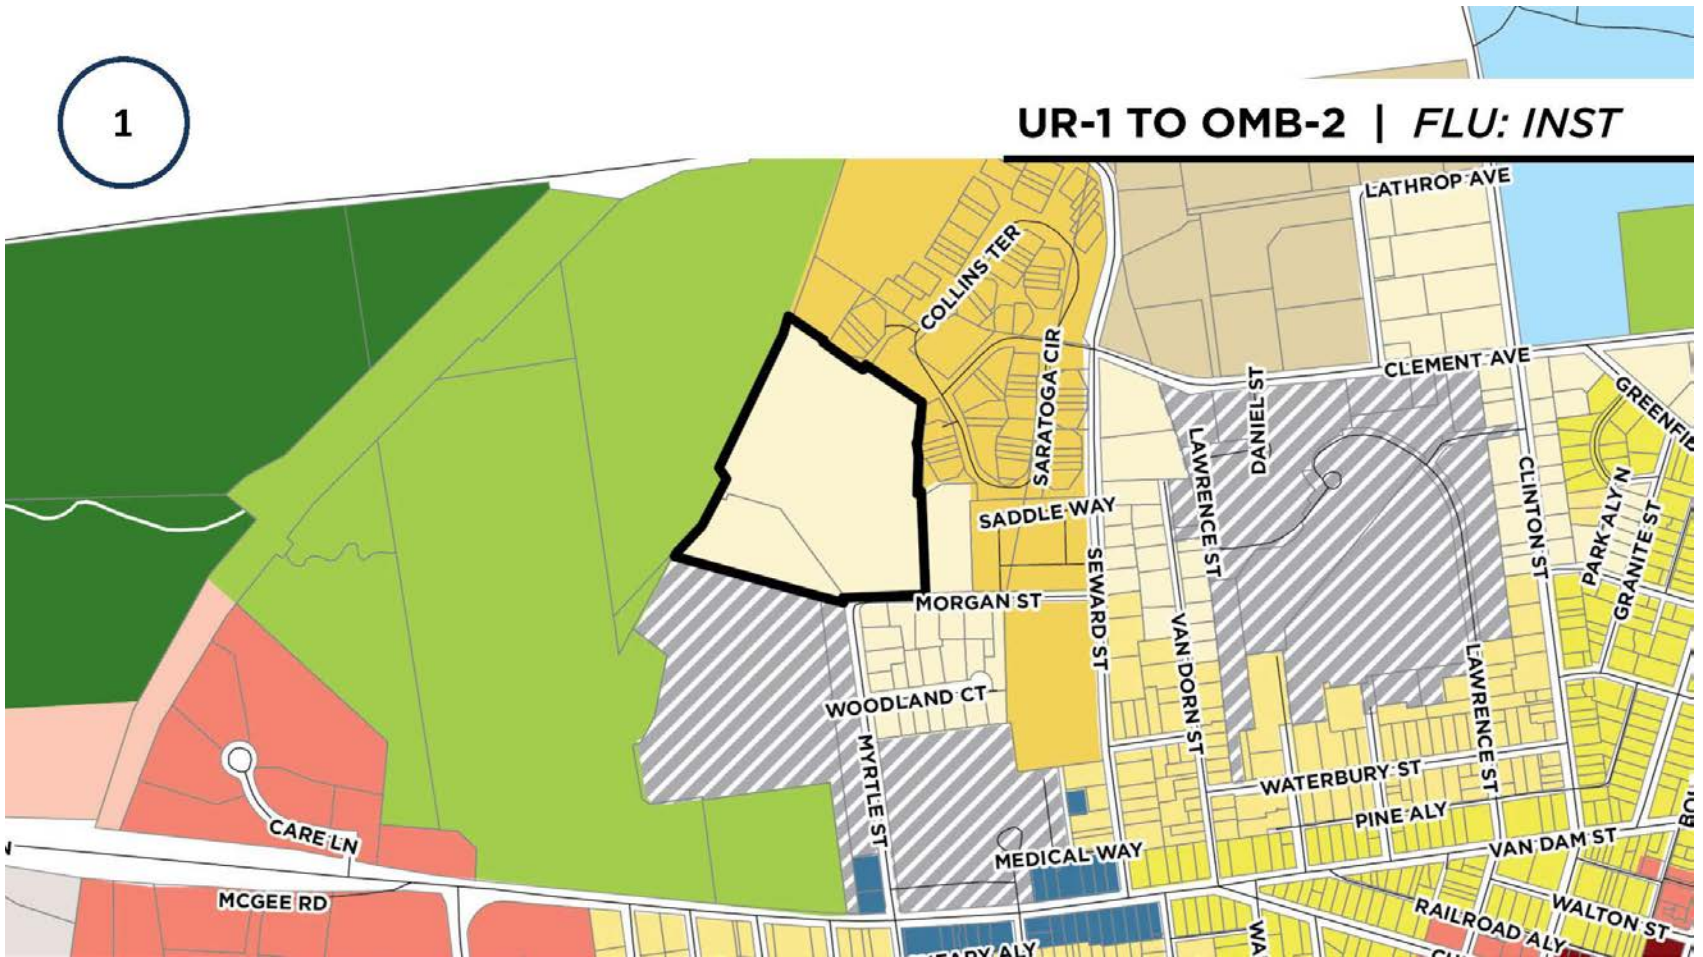 1
UR-1 TO OMB-2 | FLU: INST
LATHROP AVE
COLLINS TER
SARATOGA CIR
CLEMENT AVE
DANIEL ST
LAWRENCE ST
CLINTON ST
PARK ALY N
GRANITE ST
SADDLE WAY
SEWARD ST
MORGAN ST
VAN DORN ST
LAWRENCE ST
WOODLAND CT
MYRTLE ST
WATERBURY ST
PINE ALY
VAN DAM ST
MEDICAL WAY
CARE LN
MCGEE RD
RAILROAD ALY
WALTON ST